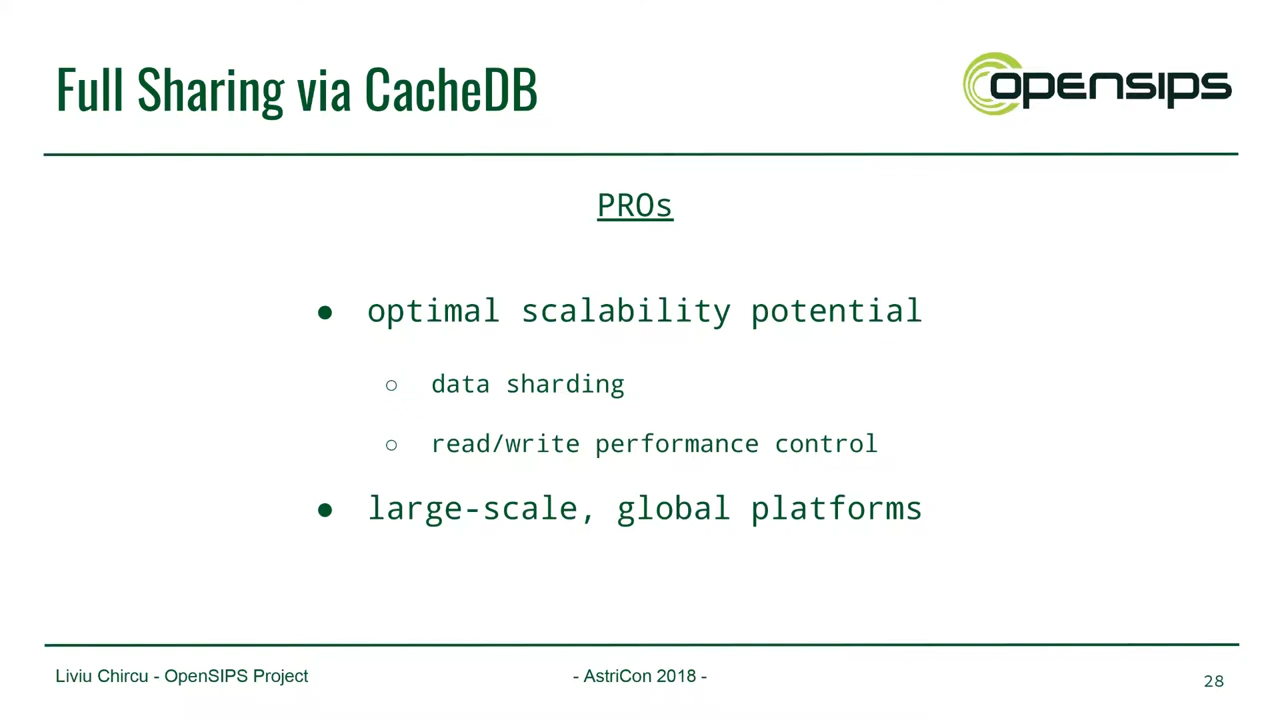 Full Sharing via CacheDB
opensips
PROs
● optimal scalability potential
○ data sharding
○ read/write performance control
● large-scale, global platforms
Liviu Chircu - OpenSIPS Project
- AstriCon 2018 -
28